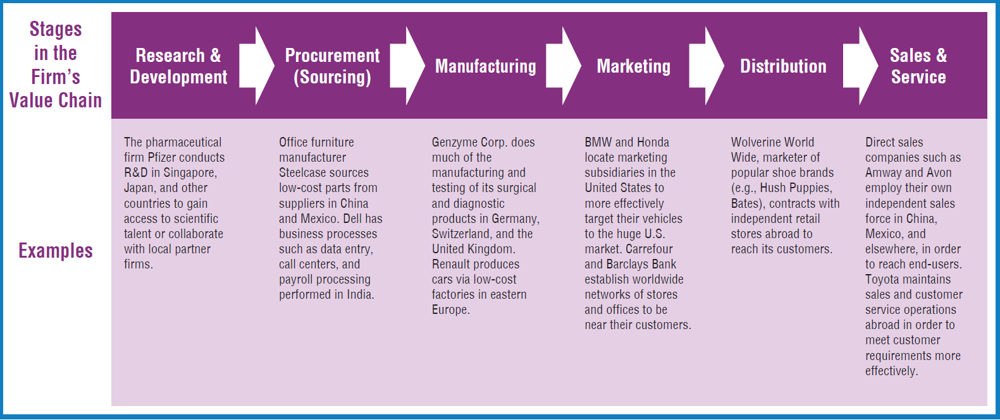 Stages
in the
Firm's
Value Chain
Research &
Development
Procurement
(Sourcing)
Manufacturing
Marketing
Distribution
Sales &
Service
Examples
The pharmaceutical
firm Pfizer conducts
R&D in Singapore,
Japan, and other
countries to gain
access to scientific
talent or collaborate
with local partner
firms.
Office furniture
manufacturer
Steelcase sources
low-cost parts from
suppliers in China
and Mexico. Dell has
business processes
such as data entry,
call centers, and
payroll processing
performed in India.
Genzyme Corp. does
much of the
manufacturing and
testing of its surgical
and diagnostic
products in Germany,
Switzerland, and the
United Kingdom.
Renault produces
cars via low-cost
factories in eastern
Europe.
BMW and Honda
locate marketing
subsidiaries in the
United States to
more effectively
target their vehicles
to the huge U.S.
market. Carrefour
and Barclays Bank
establish worldwide
networks of stores
and offices to be
near their customers.
Wolverine World
Wide, marketer of
popular shoe brands
(e.g., Hush Puppies,
Bates), contracts with
independent retail
stores abroad to
reach its customers.
Direct sales
companies such as
Amway and Avon
employ their own
independent sales
force in China,
Mexico, and
elsewhere, in order
to reach end-users.
Toyota maintains
sales and customer
service operations
abroad in order to
meet customer
requirements more
effectively.